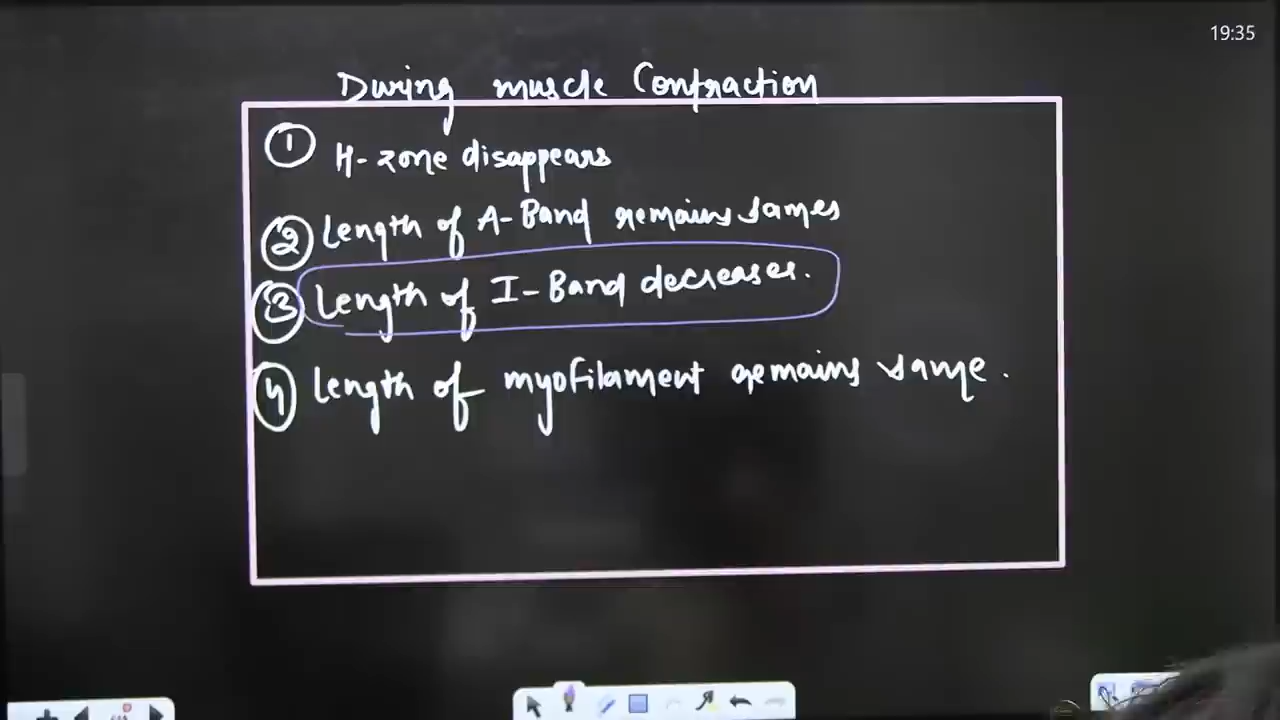 19:35
During muscle Contraction
① H-zone disappears
② Length of A-Band remains sames
③ Length of I-Band decreases.
④ Length of myofilament remains same.